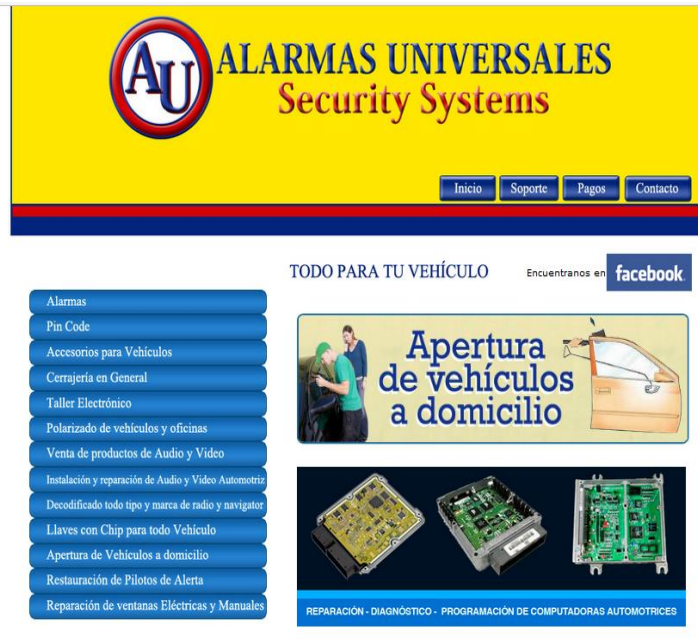 AU
ALARMAS UNIVERSALES
Security Systems
Inicio
Soporte
Pagos
Contacto
TODO PARA TU VEHÍCULO
Encuentranos en
facebook.
Alarmas
Pin Code
Accesorios para Vehículos
Cerrajería en General
Taller Electrónico
Polarizado de vehículos y oficinas
Venta de productos de Audio y Video
Instalación y reparación de Audio y Video Automotriz
Decodificado todo tipo y marca de radio y navigator
Llaves con Chip para todo Vehículo
Apertura de Vehículos a domicilio
Restauración de Pilotos de Alerta
Reparación de ventanas Eléctricas y Manuales
Apertura
de vehículos
a domicilio
REPARACIÓN - DIAGNÓSTICO - PROGRAMACIÓN DE COMPUTADORAS AUTOMOTRICES